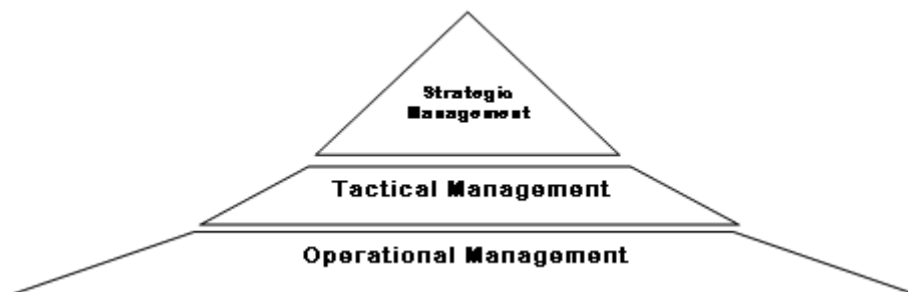 Strategic
Management
Tactical Management
Operational Management